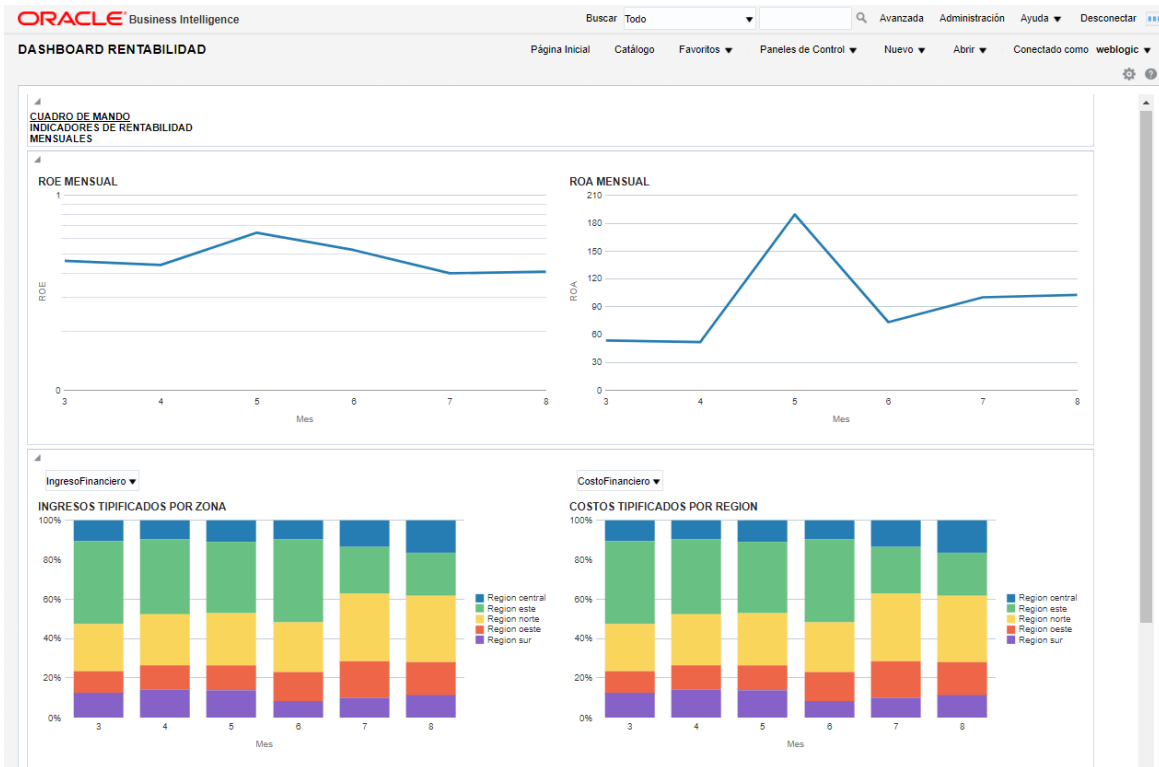 ORACLE Business Intelligence
Buscar Todo Avanzada Administración Ayuda Desconectar
DASHBOARD RENTABILIDAD
Página Inicial Catálogo Favoritos Paneles de Control Nuevo Abrir Conectado como weblogic
CUADRO DE MANDO
INDICADORES DE RENTABILIDAD
MENSUALES
ROE MENSUAL
1
ROE
0
3 4 5 6 7 8
Mes
ROA MENSUAL
210
180
150
120
90
60
30
0
ROA
3 4 5 6 7 8
Mes
IngresoFinanciero
INGRESOS TIPIFICADOS POR ZONA
100%
80%
60%
40%
20%
0%
3 4 5 6 7 8
Mes
Region central
Region este
Region norte
Region oeste
Region sur
CostoFinanciero
COSTOS TIPIFICADOS POR REGION
100%
80%
60%
40%
20%
0%
3 4 5 6 7 8
Mes
Region central
Region este
Region norte
Region oeste
Region sur